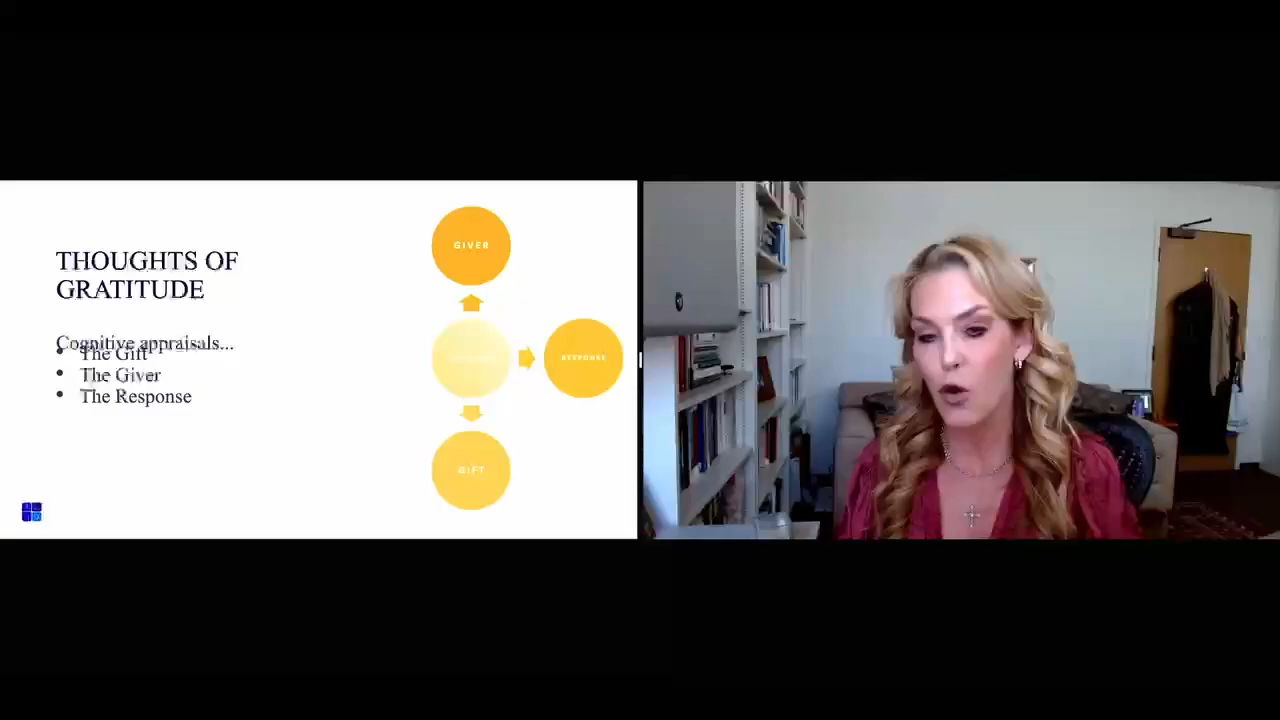 THOUGHTS OF
GRATITUDE
Cognitive appraisals...
• The Gift
• The Giver
• The Response
GIVER
RESPONSE
GIFT